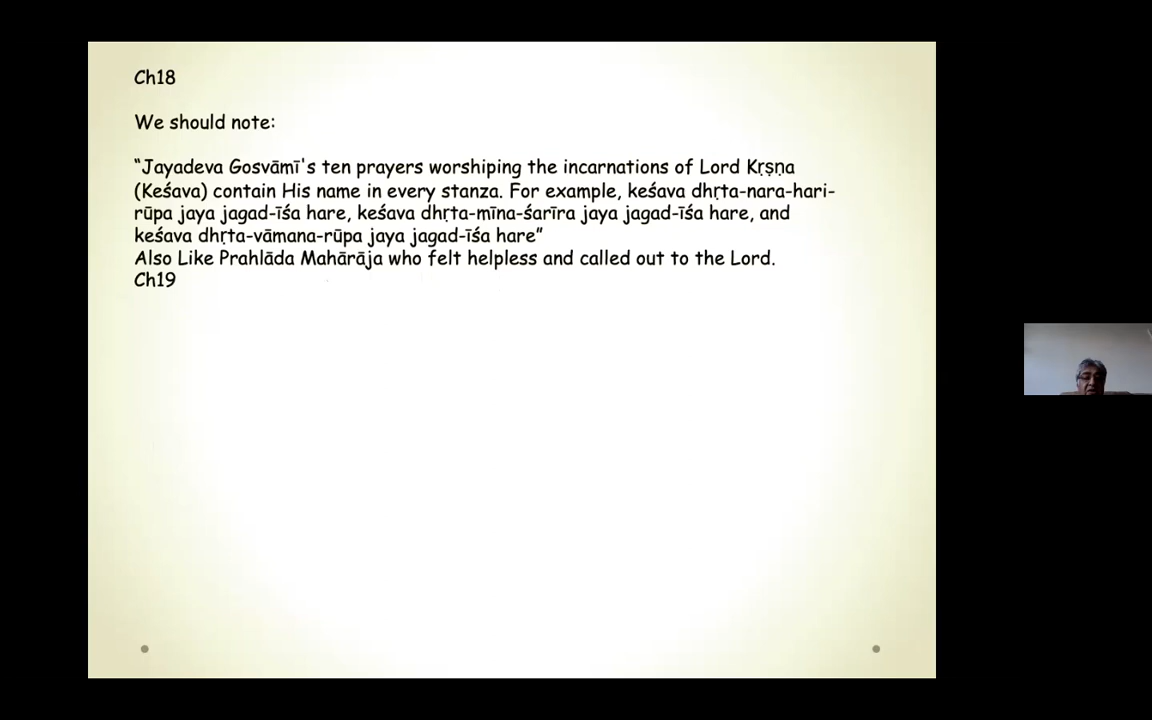 Ch18
We should note:
“Jayadeva Gosvāmī's ten prayers worshiping the incarnations of Lord Kṛṣṇa
(Keśava) contain His name in every stanza. For example, keśava dhṛta-nara-hari-
rūpa jaya jagad-īśa hare, keśava dhṛta-mīna-śarīra jaya jagad-īśa hare, and
keśava dhṛta-vāmana-rūpa jaya jagad-īśa hare”
Also Like Prahlāda Mahārāja who felt helpless and called out to the Lord.
Ch19